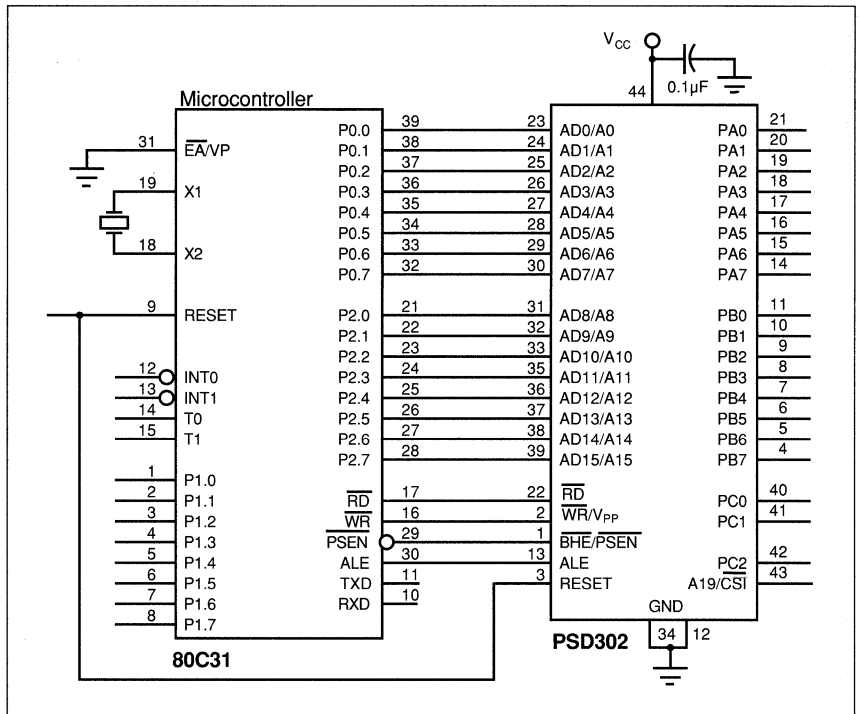 V_CC
0.1µF
44
Microcontroller
31 EA/VP P0.0 39 23 AD0/A0 PA0 21
P0.1 38 24 AD1/A1 PA1 20
P0.2 37 25 AD2/A2 PA2 19
19 X1 P0.3 36 26 AD3/A3 PA3 18
P0.4 35 27 AD4/A4 PA4 17
P0.5 34 28 AD5/A5 PA5 16
18 X2 P0.6 33 29 AD6/A6 PA6 15
P0.7 32 30 AD7/A7 PA7 14
9 RESET P2.0 21 31 AD8/A8 PB0 11
P2.1 22 32 AD9/A9 PB1 10
P2.2 23 33 AD10/A10 PB2 9
12 INT0 P2.3 24 35 AD11/A11 PB3 8
13 INT1 P2.4 25 36 AD12/A12 PB4 7
14 T0 P2.5 26 37 AD13/A13 PB5 6
15 T1 P2.6 27 38 AD14/A14 PB6 5
P2.7 28 39 AD15/A15 PB7 4
1 P1.0
2 P1.1 RD 17 22 RD PC0 40
3 P1.2 WR 16 2 WR/V_PP PC1 41
4 P1.3 PSEN 29 1 BHE/PSEN
5 P1.4 ALE 30 13 ALE PC2 42
6 P1.5 TXD 11 3 RESET A19/CSI 43
7 P1.6 RXD 10
8 P1.7
GND
34 12
80C31
PSD302